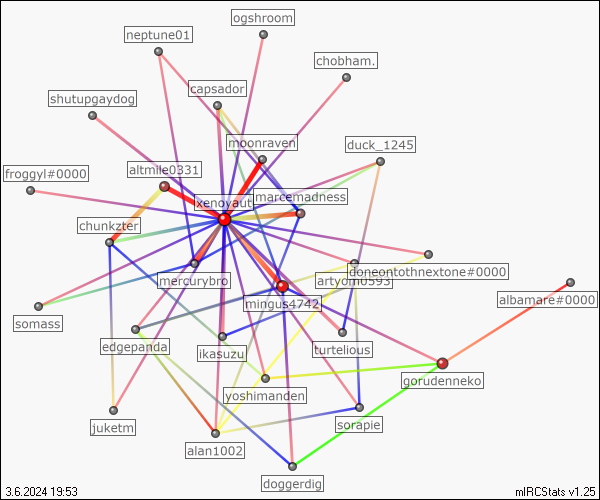 ogshroom
neptune01
chobham.
capsador
shutupgaydog
moonraven
duck_1245
altmile0331
froggyl#0000
xenoyaut
marcemadness
chunkzter
mercurybro
artyom0593
doneontothnextone#0000
mingus4742
albamare#0000
somass
edgepanda
ikasuzu
turtelious
gorudenneko
yoshimanden
juketm
sorapie
alan1002
doggerdig
3.6.2024 19:53
mIRCStats v1.25